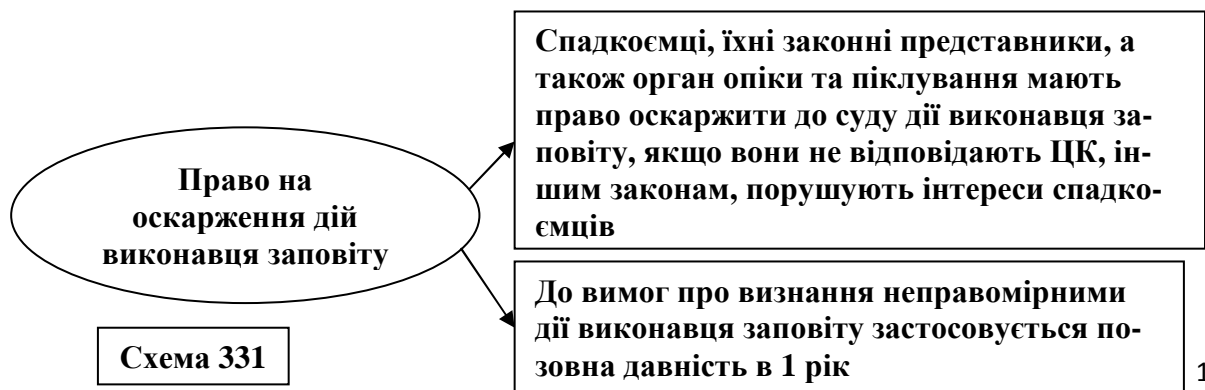 Право на
оскарження дій
виконавця заповіту
Спадкоємці, їхні законні представники, а
також орган опіки та піклування мають
право оскаржити до суду дії виконавця за-
повіту, якщо вони не відповідають ЦК, ін-
шим законам, порушують інтереси спадко-
ємців
До вимог про визнання неправомірними
дії виконавця заповіту застосовується по-
зовна давність в 1 рік
Схема 331
1